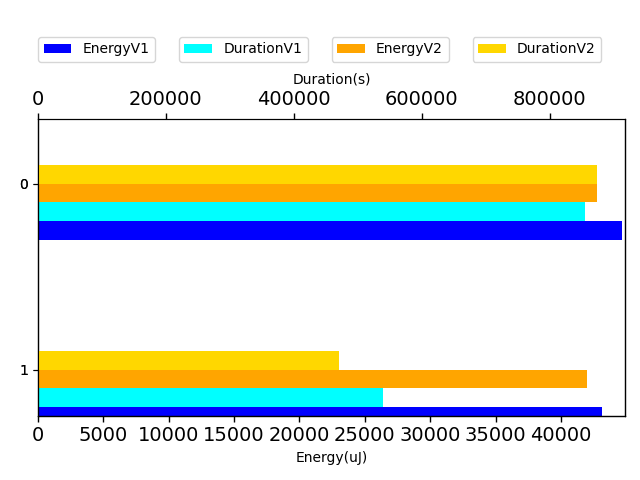 EnergyV1 DurationV1 EnergyV2 DurationV2
Duration(s)
0 200000 400000 600000 800000
0
1
0 5000 10000 15000 20000 25000 30000 35000 40000
Energy(uJ)